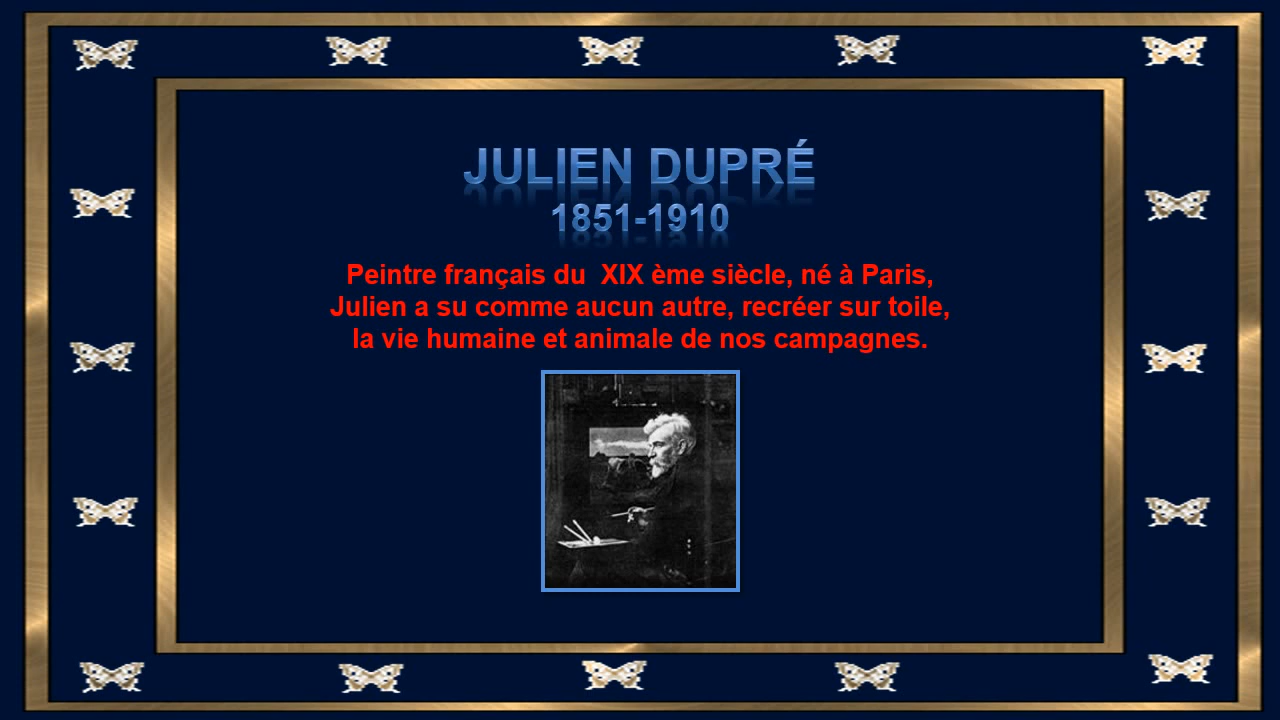 JULIEN DUPRÉ
1851-1910
Peintre français du  XIX ème siècle, né à Paris,
Julien a su comme aucun autre, recréer sur toile,
la vie humaine et animale de nos campagnes.